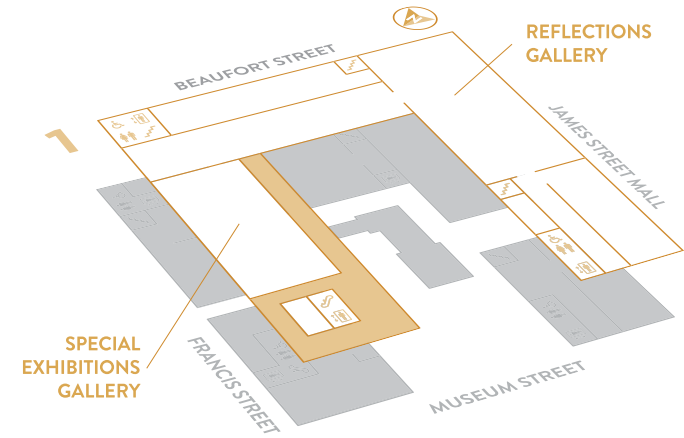 BEAUFORT STREET
REFLECTIONS
GALLERY
1
JAMES STREET MALL
SPECIAL
EXHIBITIONS
GALLERY
FRANCIS STREET
MUSEUM STREET